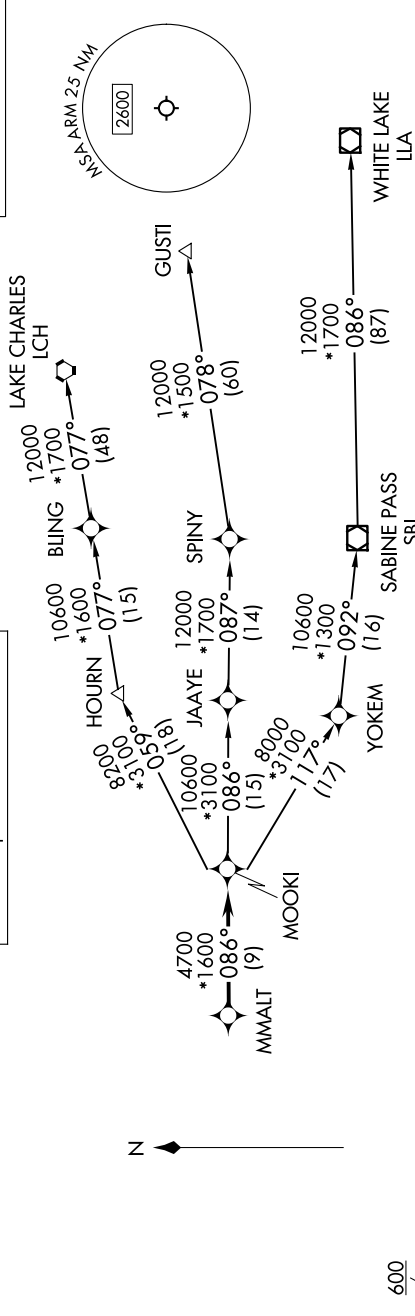 MSA ARM 25 NM
2600
LAKE CHARLES
LCH
12000
*1700
077°
(48)
BLING
10600
*1600
077°
(15)
HOURN
8200
*3100
059°
(18)
GUSTI
12000
*1500
078°
(60)
SPINY
12000
*1700
087°
(14)
JAAYE
10600
*3100
086°
(15)
MOOKI
4700
*1600
086°
(9)
MMALT
8000
*3100
117°
(17)
YOKEM
10600
*1300
092°
(16)
SABINE PASS
SBI
12000
*1700
086°
(87)
WHITE LAKE
LLA
N
600